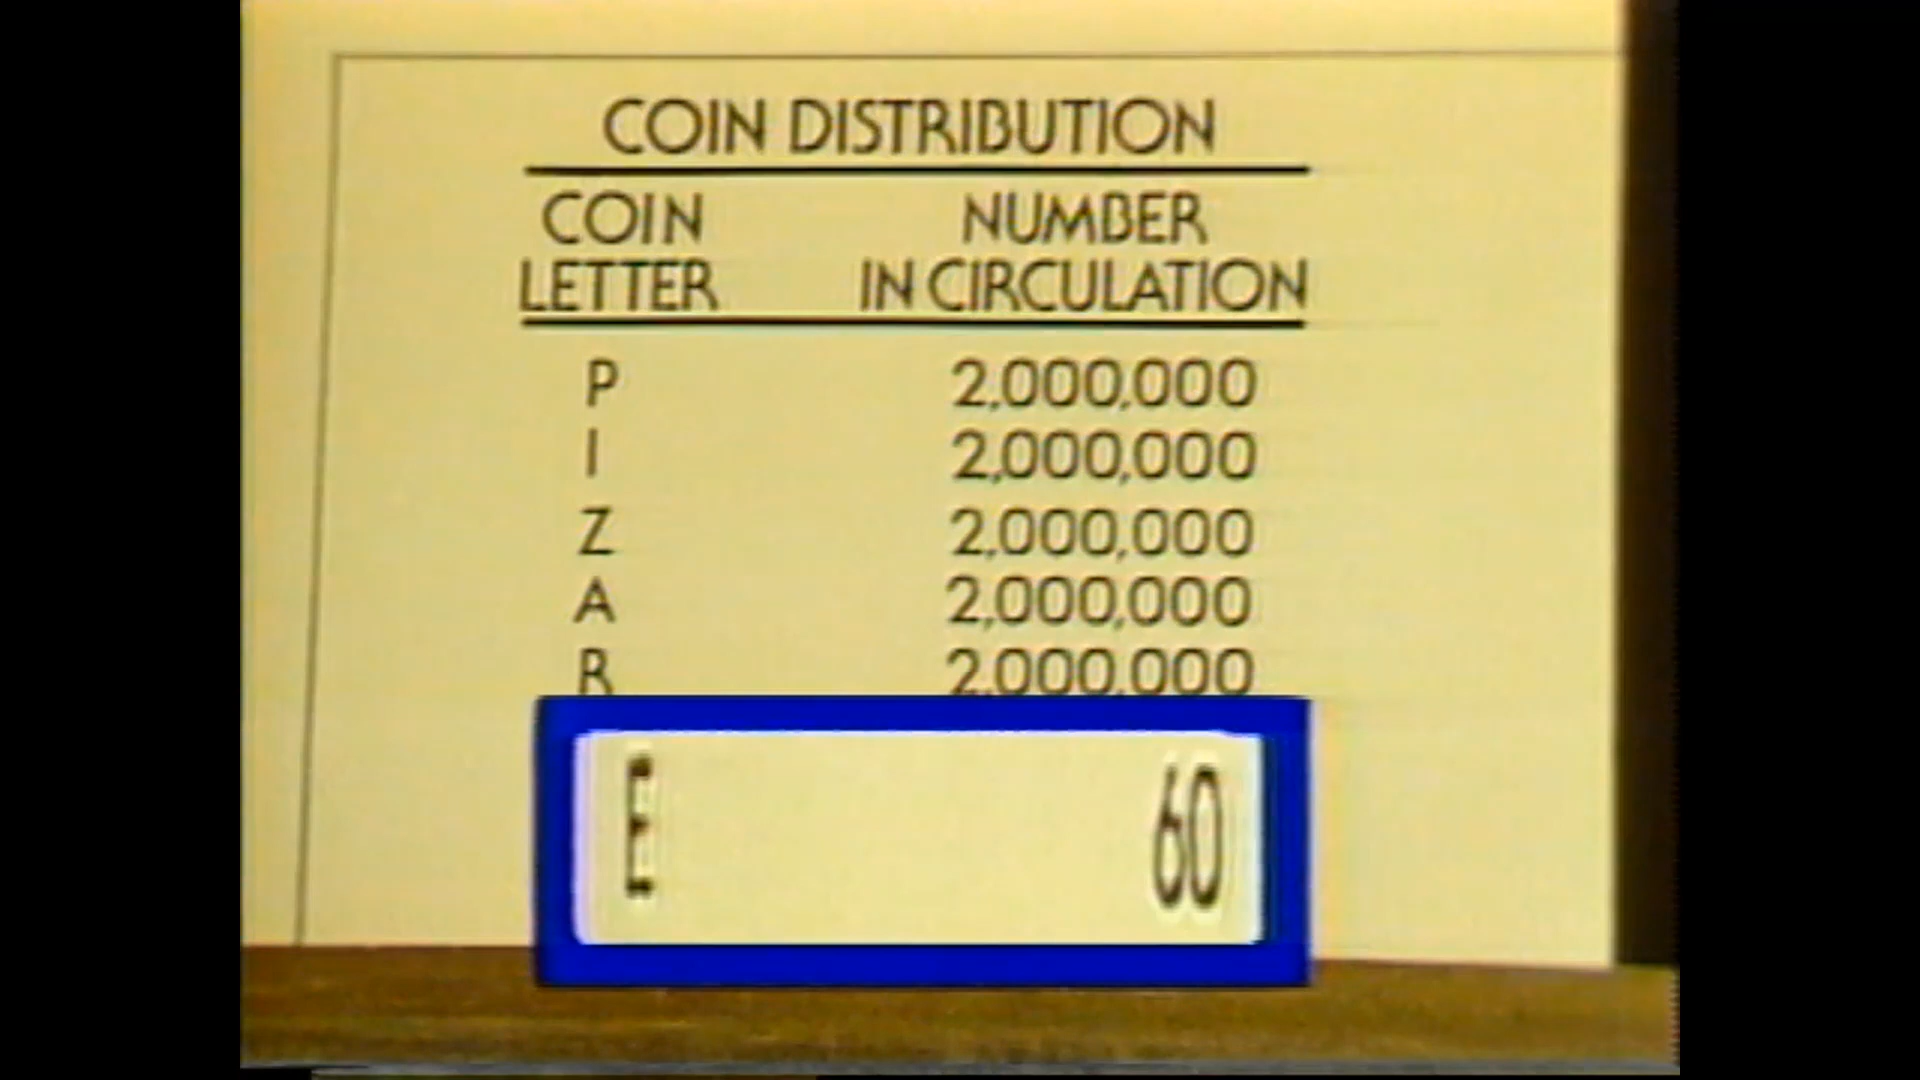 COIN DISTRIBUTION
COIN NUMBER
LETTER IN CIRCULATION
P 2,000,000
I 2,000,000
Z 2,000,000
A 2,000,000
R 2,000,000
E 60